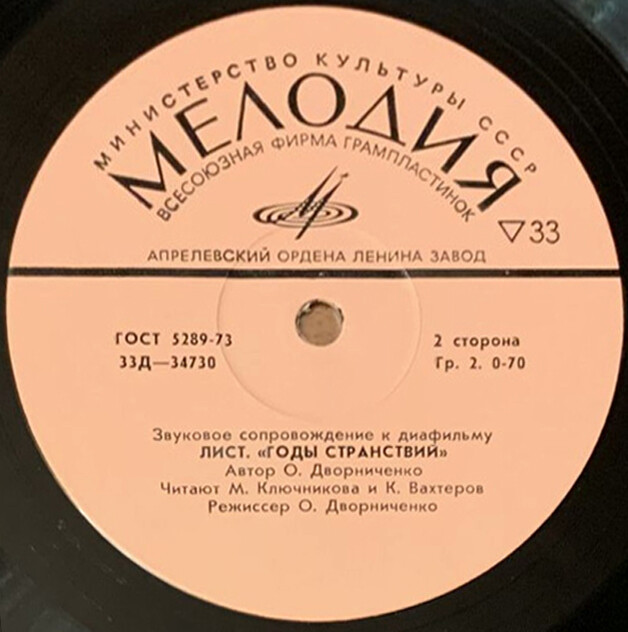 МИНИСТЕРСТВО КУЛЬТУРЫ СССР
МЕЛОДИЯ
ВСЕСОЮЗНАЯ ФИРМА ГРАМПЛАСТИНОК
▽33
АПРЕЛЕВСКИЙ ОРДЕНА ЛЕНИНА ЗАВОД
ГОСТ 5289-73
33Д—34730
2 сторона
Гр. 2. 0-70
Звуковое сопровождение к диафильму
ЛИСТ. «ГОДЫ СТРАНСТВИЙ»
Автор О. Дворниченко
Читают М. Ключникова и К. Вахтеров
Режиссер О. Дворниченко